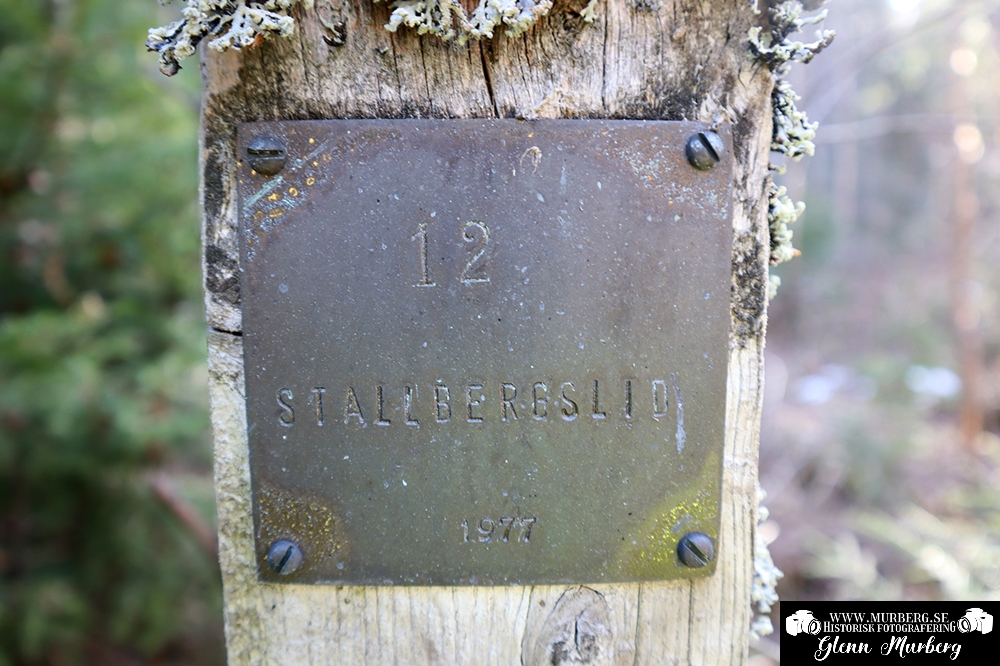 12
STALLBERGSLID
1977
WWW.MURBERG.SE
HISTORISK FOTOGRAFERING
Glenn Murberg